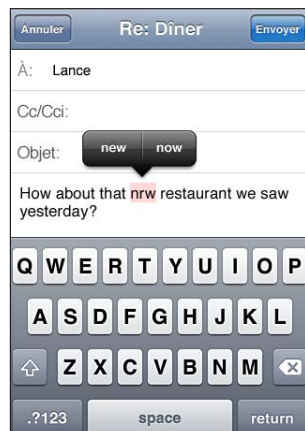 Annuler Re: Dîner Envoyer
À: Lance
Cc/Cci:
Objet: new now
How about that nrw restaurant we saw
yesterday?
Q W E R T Y U I O P
A S D F G H J K L
Z X C V B N M
.?123 space return